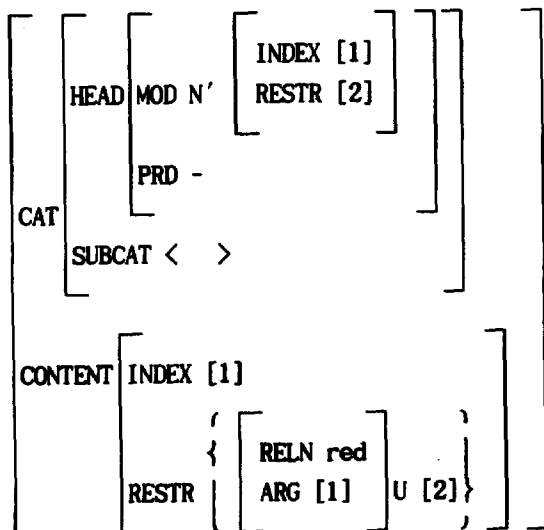 INDEX [1]
HEAD MOD N′ RESTR [2]
PRD -
CAT
SUBCAT < >
CONTENT INDEX [1]
{ RELN red
RESTR ARG [1] U [2] }